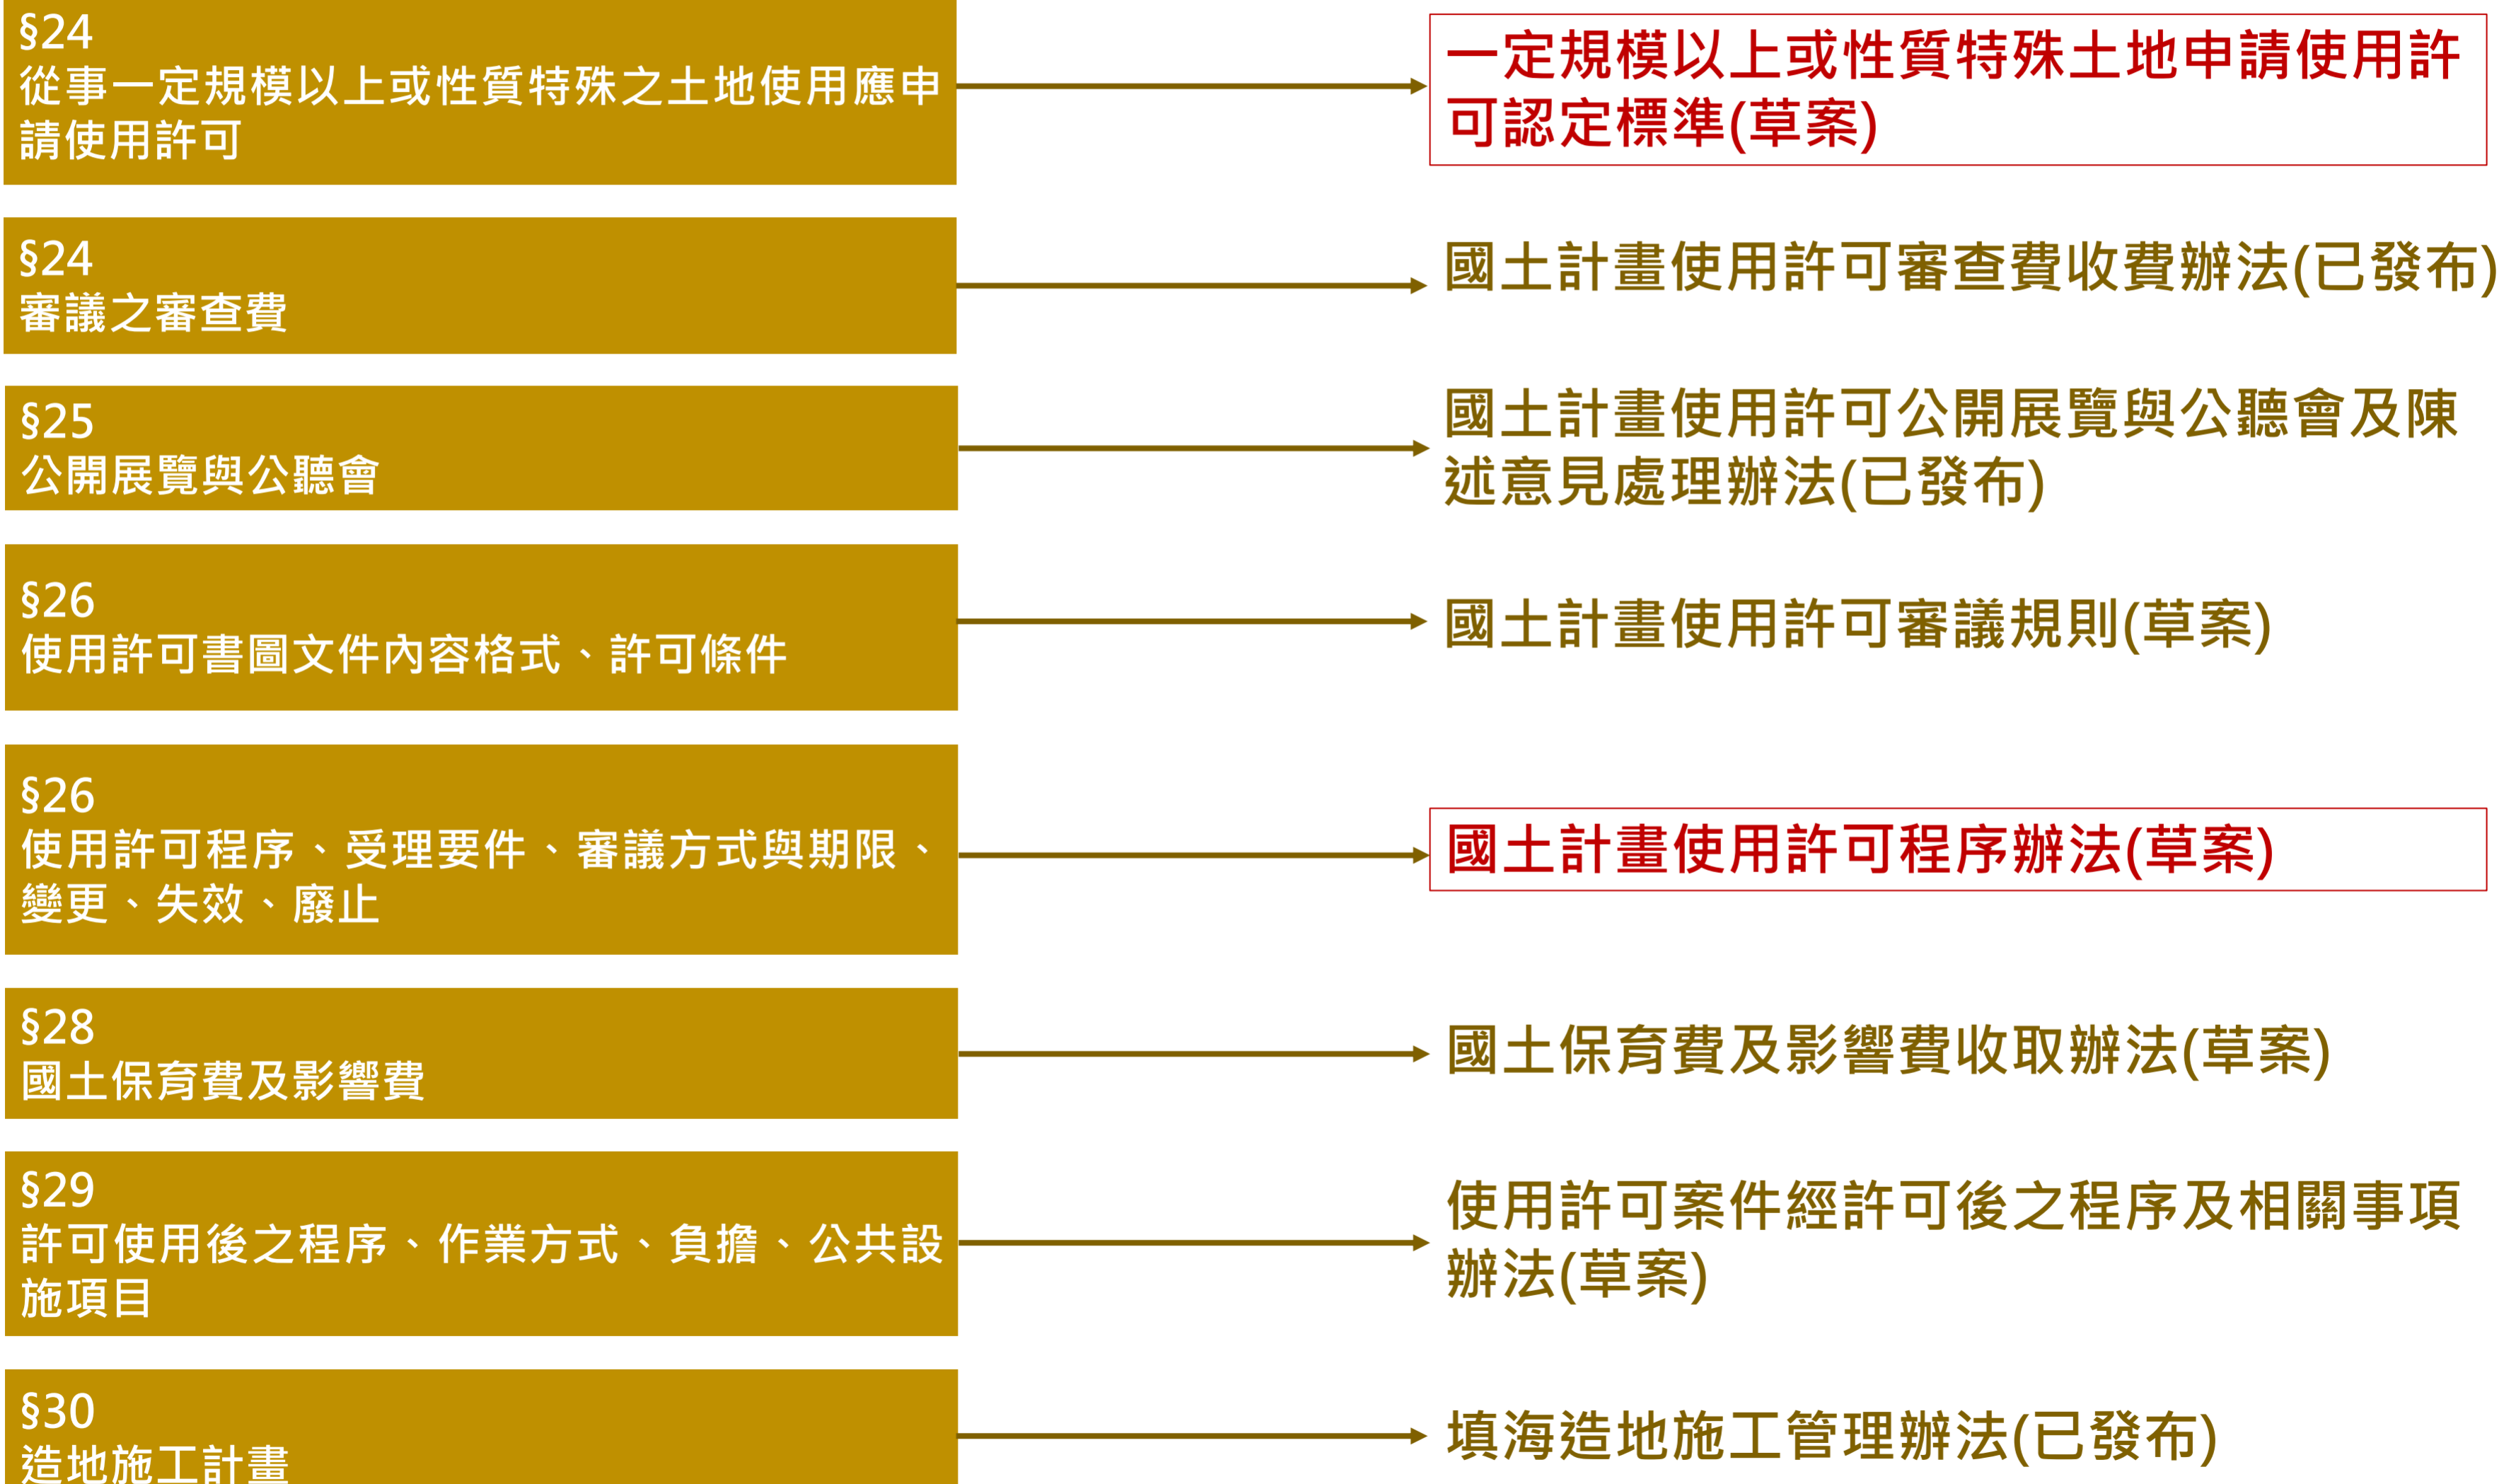 §24
從事一定規模以上或性質特殊之土地使用應申
請使用許可
一定規模以上或性質特殊土地申請使用許
可認定標準(草案)
§24
審議之審查費
國土計畫使用許可審查費收費辦法(已發布)
§25
公開展覽與公聽會
國土計畫使用許可公開展覽與公聽會及陳
述意見處理辦法(已發布)
§26
使用許可書圖文件內容格式、許可條件
國土計畫使用許可審議規則(草案)
§26
使用許可程序、受理要件、審議方式與期限、
變更、失效、廢止
國土計畫使用許可程序辦法(草案)
§28
國土保育費及影響費
國土保育費及影響費收取辦法(草案)
§29
許可使用後之程序、作業方式、負擔、公共設
施項目
使用許可案件經許可後之程序及相關事項
辦法(草案)
§30
造地施工計畫
填海造地施工管理辦法(已發布)